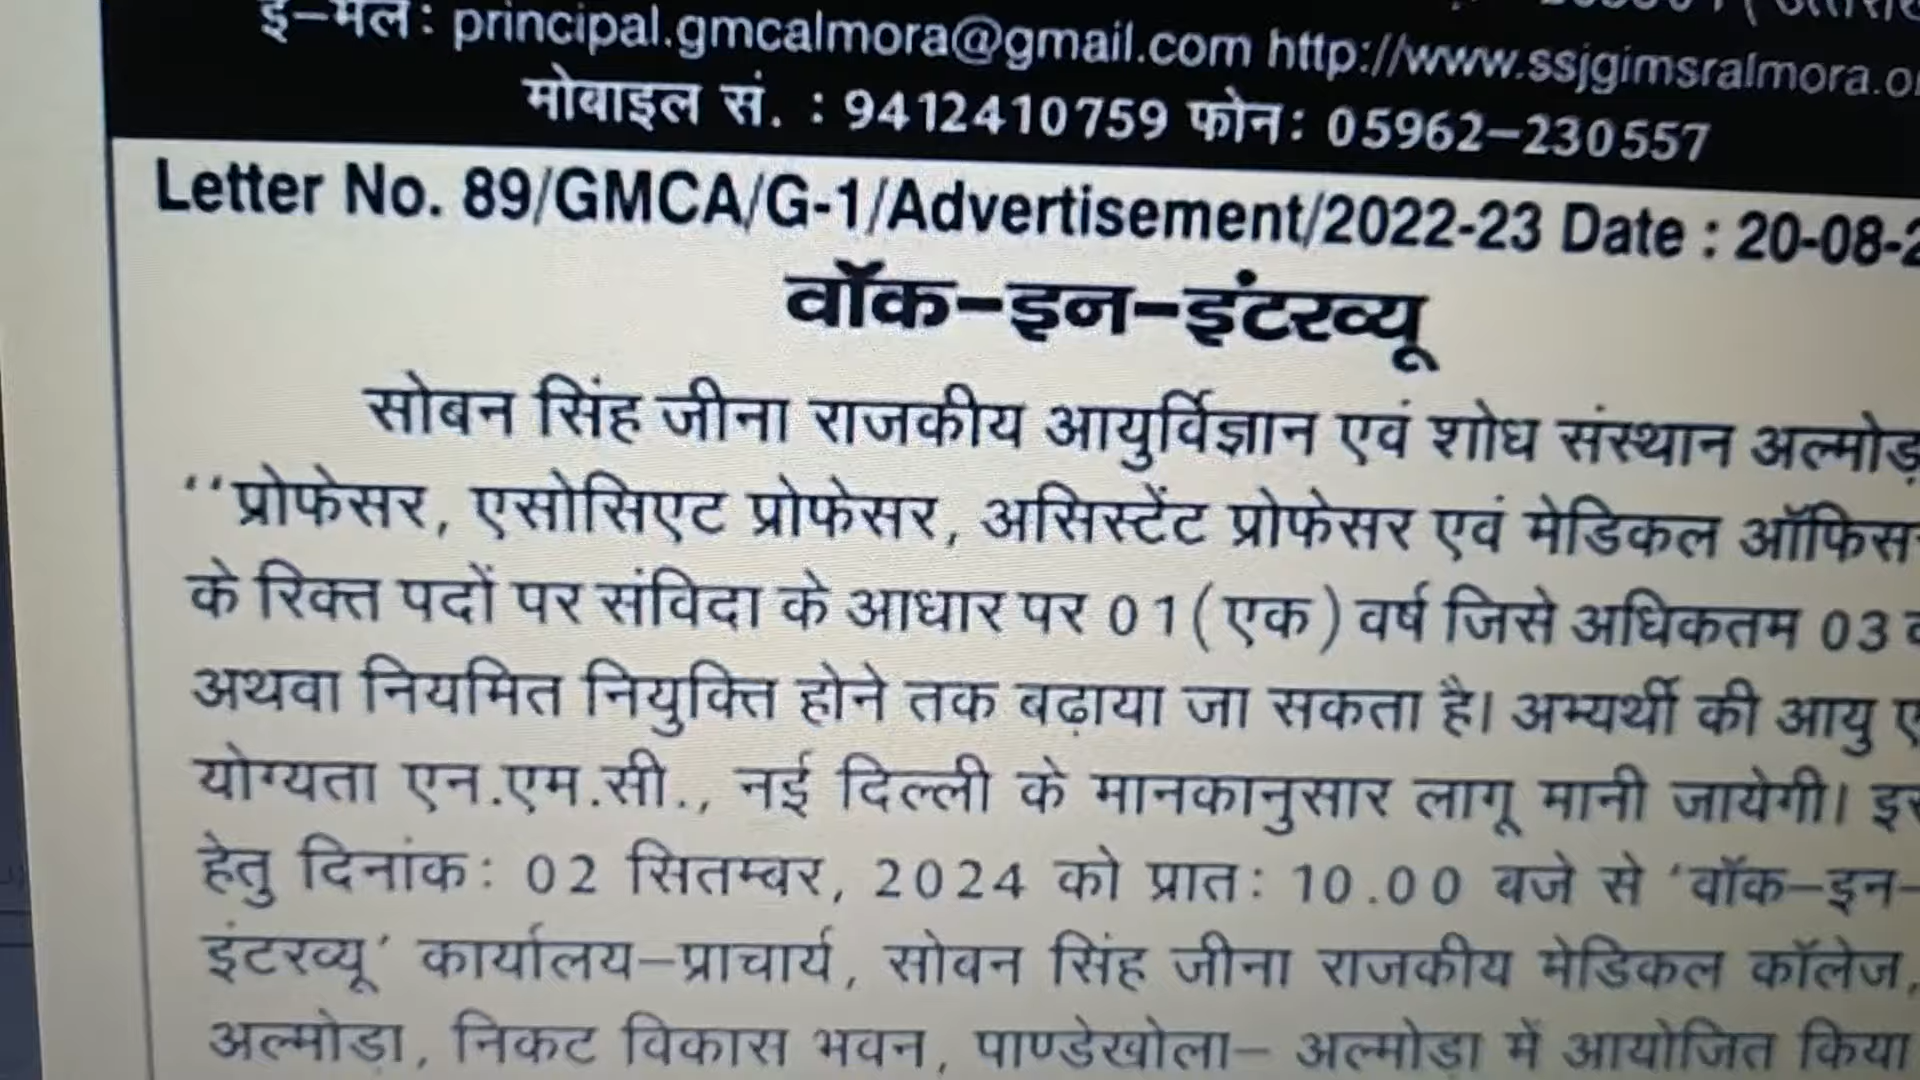 ई–मेल: principal.gmcalmora@gmail.com http://www.ssjgimsralmora.o
मोबाइल सं. : 9412410759 फोन: 05962–230557
Letter No. 89/GMCA/G-1/Advertisement/2022-23 Date : 20-08-2
वॉक–इन–इंटरव्यू
सोबन सिंह जीना राजकीय आयुर्विज्ञान एवं शोध संस्थान अल्मोड़
‘‘प्रोफेसर, एसोसिएट प्रोफेसर, असिस्टेंट प्रोफेसर एवं मेडिकल ऑफिस
के रिक्त पदों पर संविदा के आधार पर 01(एक) वर्ष जिसे अधिकतम 03
अथवा नियमित नियुक्ति होने तक बढ़ाया जा सकता है। अभ्यर्थी की आयु ए
योग्यता एन.एम.सी., नई दिल्ली के मानकानुसार लागू मानी जायेगी। इस
हेतु दिनांक: 02 सितम्बर, 2024 को प्रात: 10.00 बजे से ‘वॉक–इन–
इंटरव्यू’ कार्यालय–प्राचार्य, सोबन सिंह जीना राजकीय मेडिकल कॉलेज,
अल्मोड़ा, निकट विकास भवन, पाण्डेखोला– अल्मोड़ा में आयोजित किया